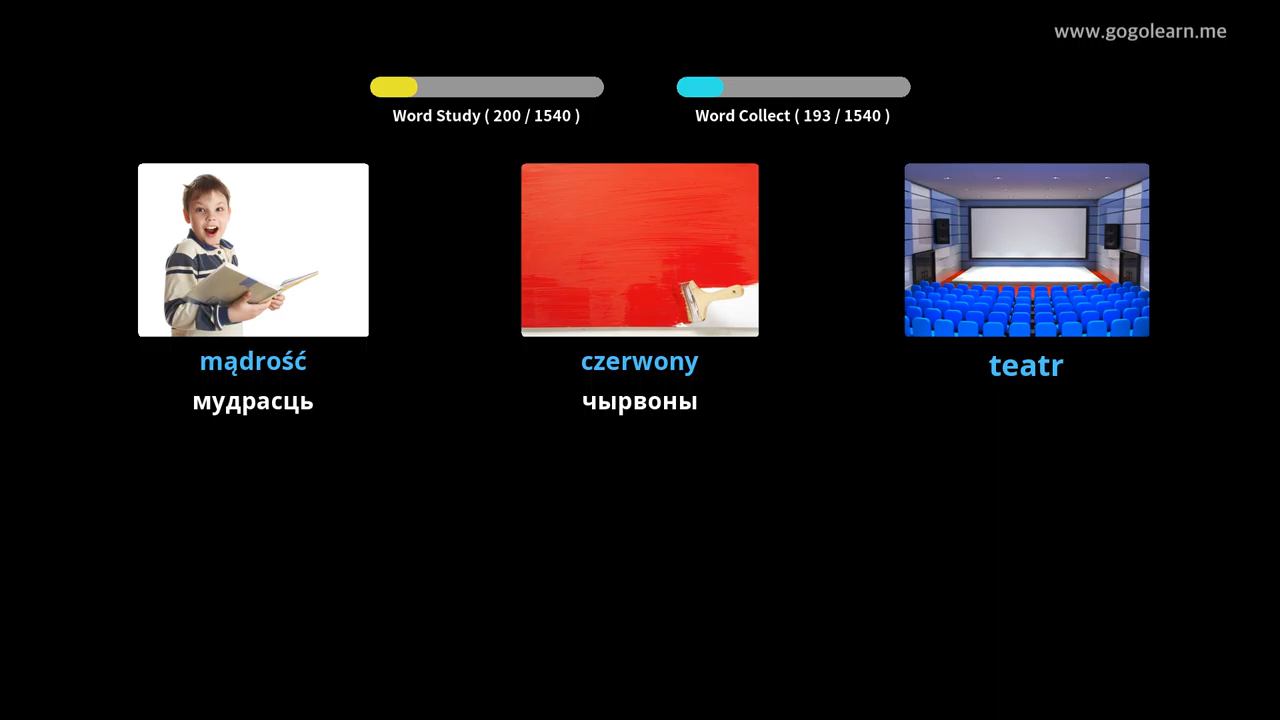 www.gogolearn.me
Word Study ( 200 / 1540 )
Word Collect ( 193 / 1540 )
mądrość
мудрасць
czerwony
чырвоны
teatr